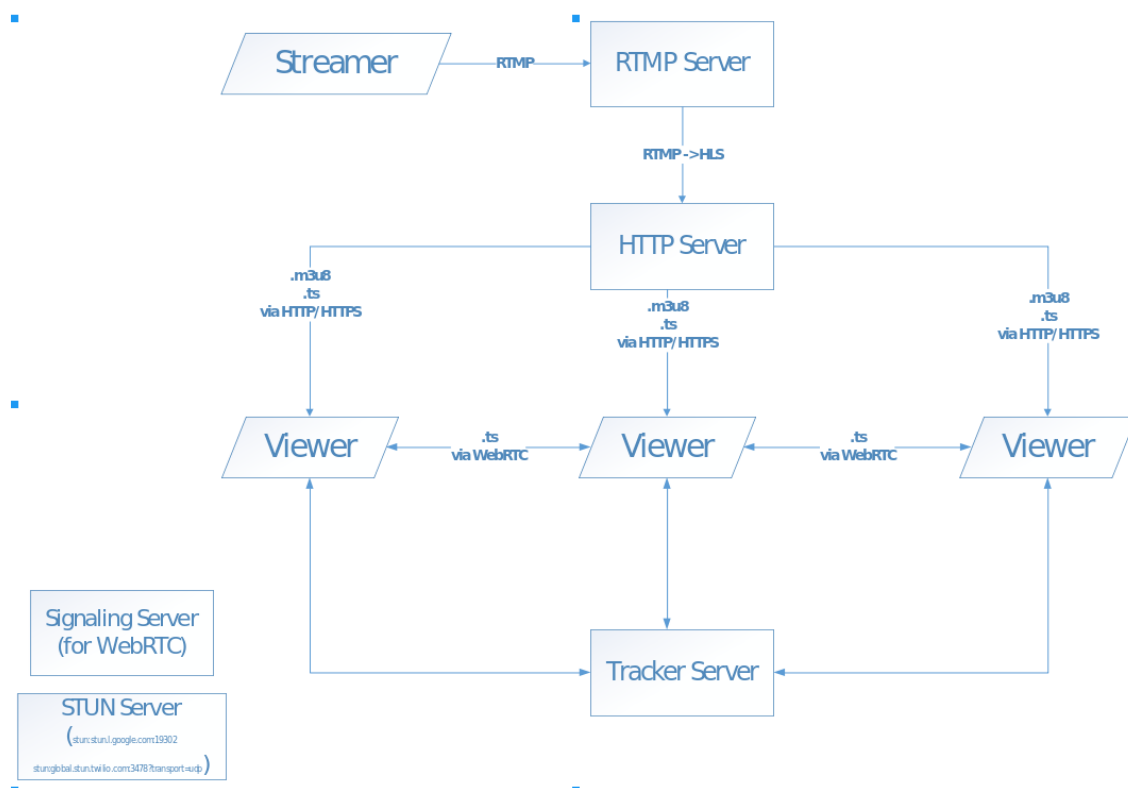 Streamer
RTMP
RTMP Server
RTMP ->HLS
HTTP Server
.m3u8
.ts
via HTTP/HTTPS
.m3u8
.ts
via HTTP/HTTPS
.m3u8
.ts
via HTTP/HTTPS
Viewer
.ts
via WebRTC
Viewer
.ts
via WebRTC
Viewer
Signaling Server
(for WebRTC)
Tracker Server
STUN Server
(stun:stun.l.google.com:19302
stun:global.stun.twilio.com:3478?transport=udp)